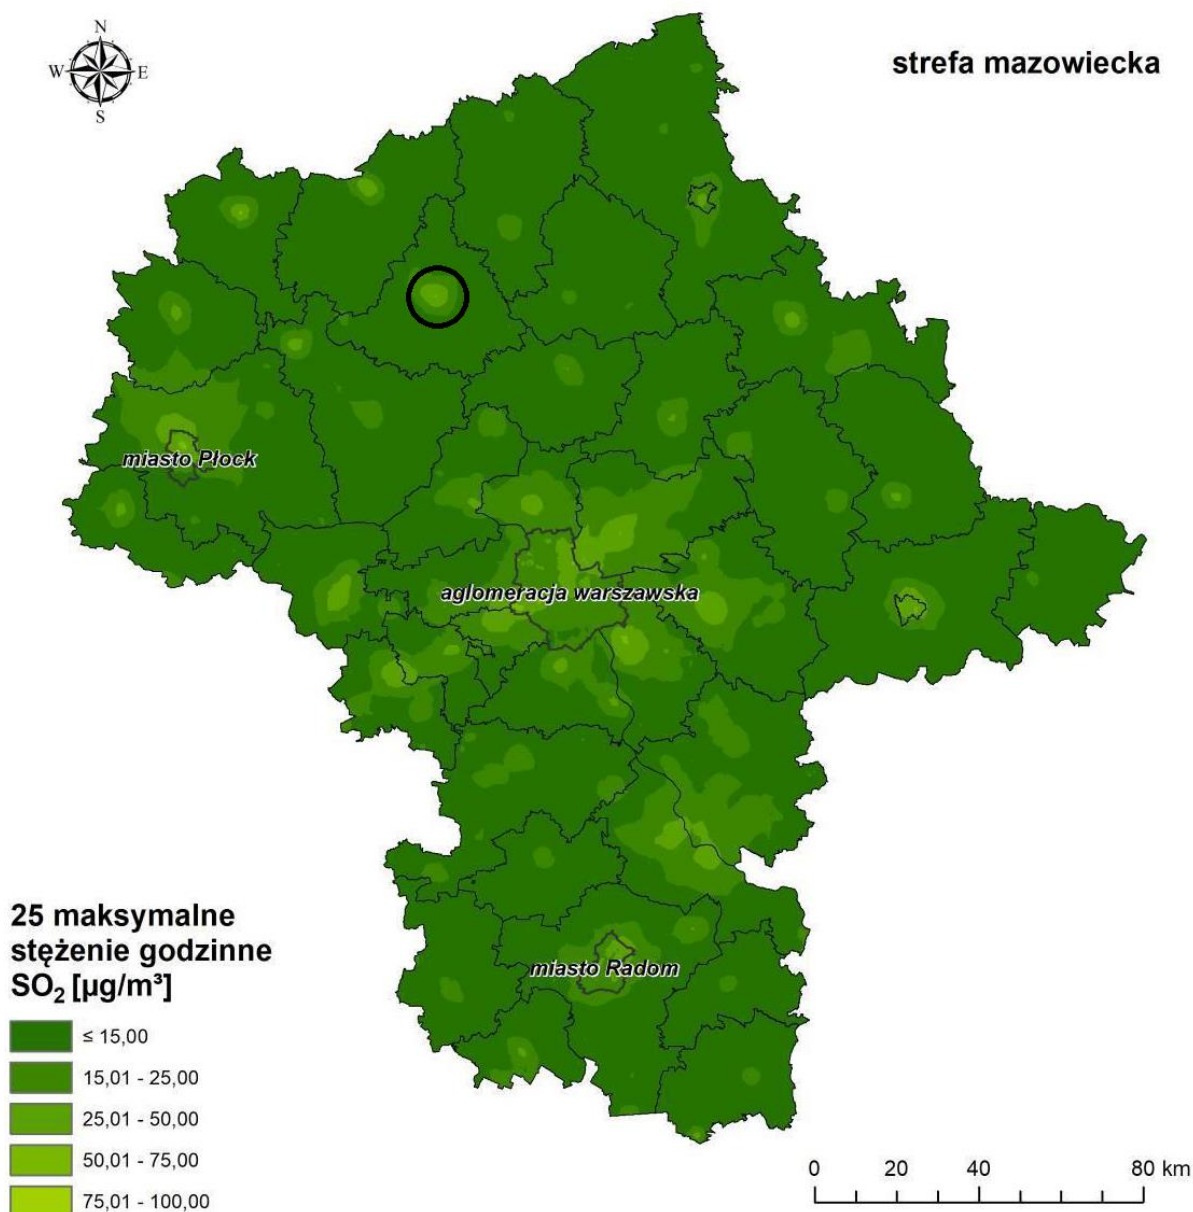 N
W E
S
strefa mazowiecka
miasto Płock
aglomeracja warszawska
miasto Radom
25 maksymalne
stężenie godzinne
SO₂ [µg/m³]
≤ 15,00
15,01 - 25,00
25,01 - 50,00
50,01 - 75,00
75,01 - 100,00
0 20 40 80 km